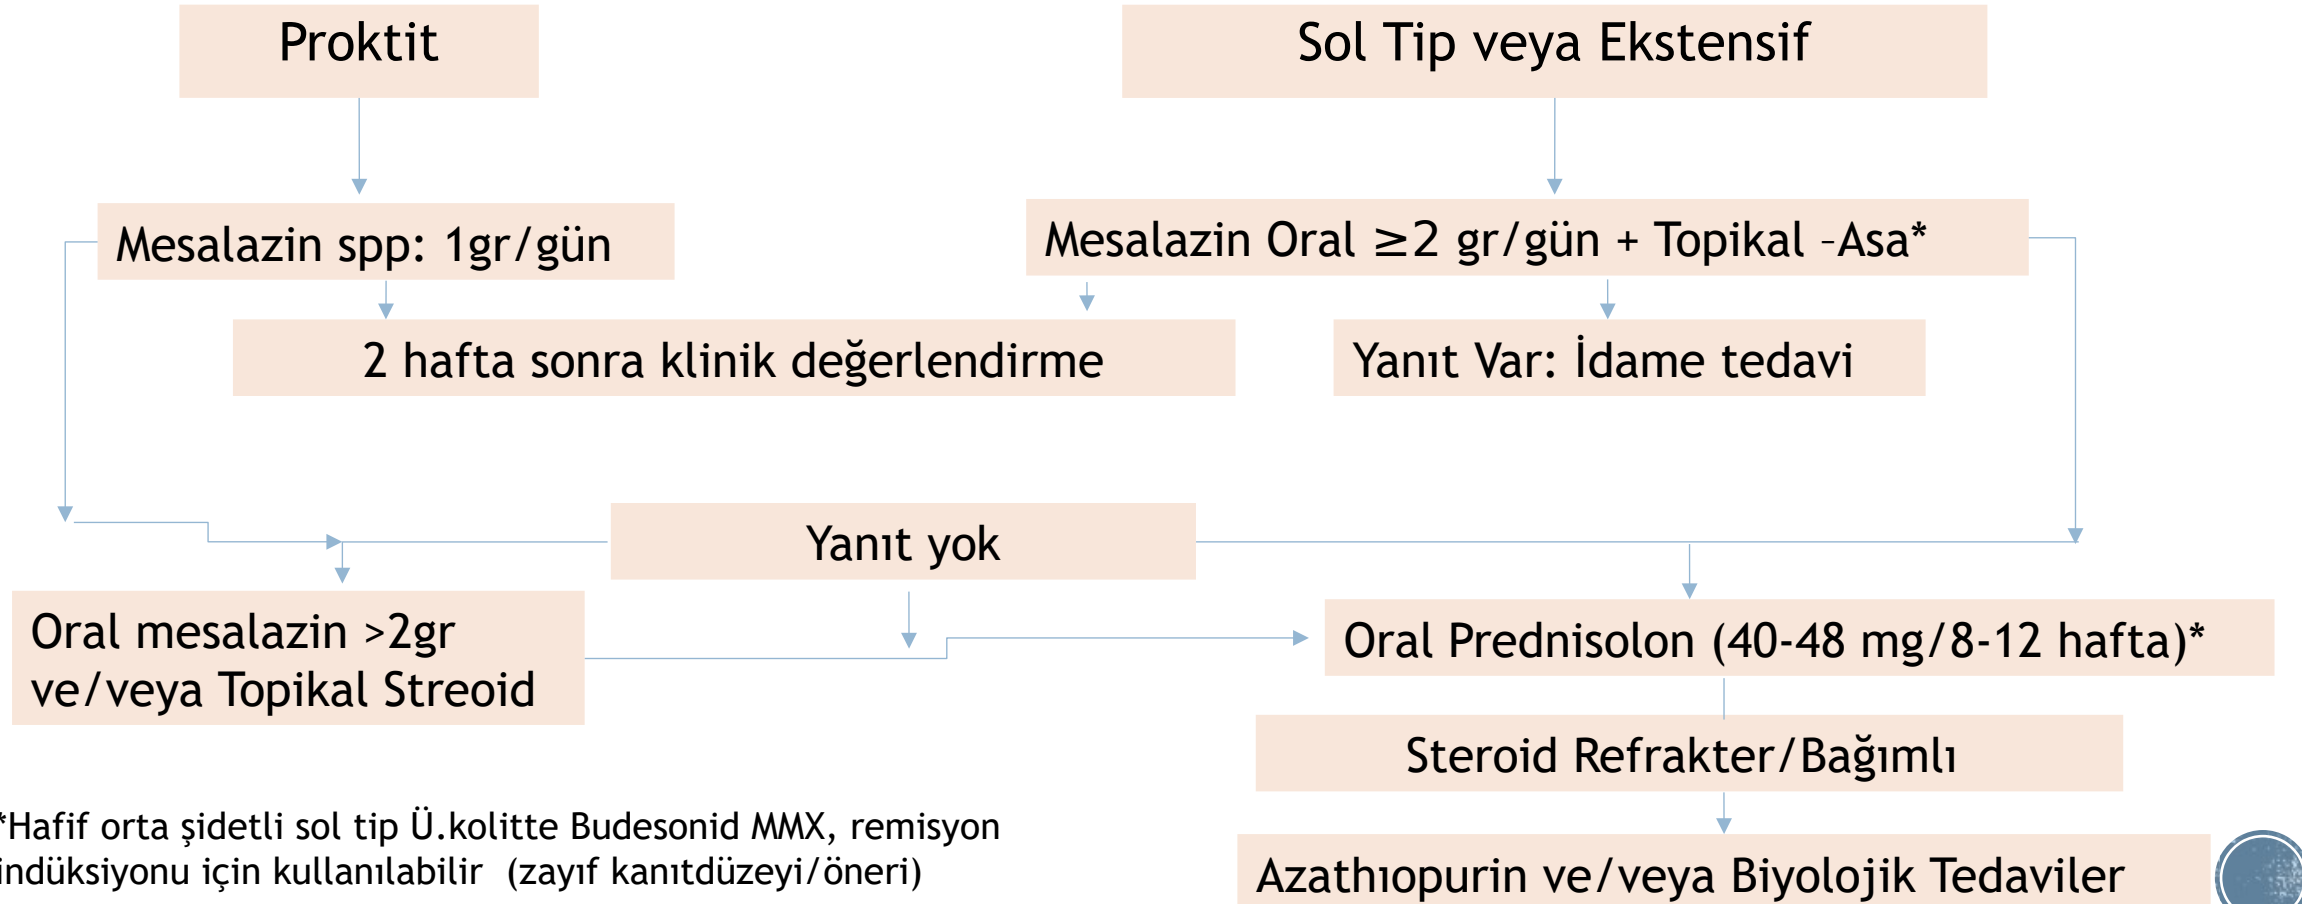 Proktit
Sol Tip veya Ekstensif
Mesalazin spp: 1gr/gün
Mesalazin Oral ≥2 gr/gün + Topikal -Asa*
2 hafta sonra klinik değerlendirme
Yanıt Var: İdame tedavi
Yanıt yok
Oral mesalazin >2gr
ve/veya Topikal Streoid
Oral Prednisolon (40-48 mg/8-12 hafta)*
Steroid Refrakter/Bağımlı
*Hafif orta şidetli sol tip Ü.kolitte Budesonid MMX, remisyon
indüksiyonu için kullanılabilir (zayıf kanıtdüzeyi/öneri)
Azathıopurin ve/veya Biyolojik Tedaviler